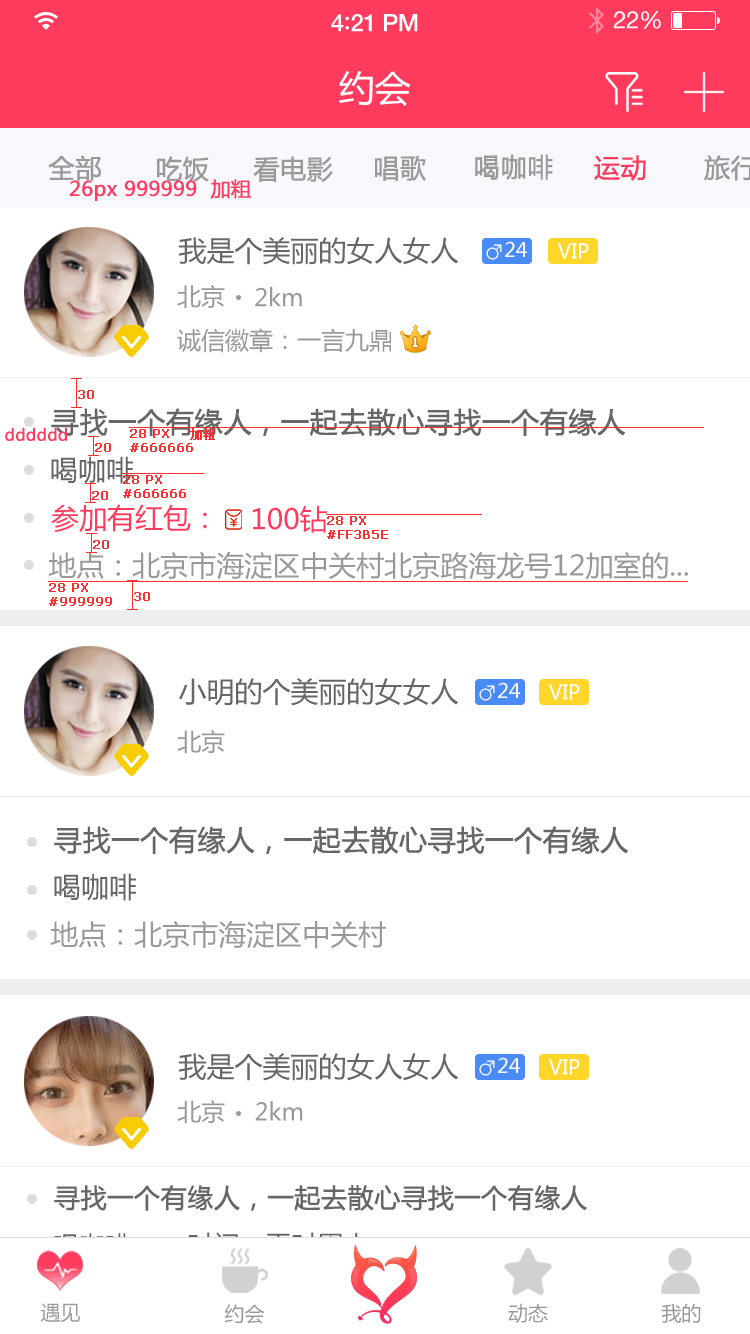 4:21 PM 22%
约会
全部 吃饭 看电影 唱歌 喝咖啡 运动 旅行
26px 999999 加粗
我是个美丽的女人女人 ♂24 VIP
北京 · 2km
诚信徽章：一言九鼎 1
30
寻找一个有缘人，一起去散心寻找一个有缘人
dddddd
28 PX 加粗
#666666
20
喝咖啡
28 PX
#666666
20
参加有红包： 100钻
28 PX
#FF3B5E
20
地点：北京市海淀区中关村北京路海龙号12加室的...
28 PX
#999999
30
小明的个美丽的女女人 ♂24 VIP
北京
寻找一个有缘人，一起去散心寻找一个有缘人
喝咖啡
地点：北京市海淀区中关村
我是个美丽的女人女人 ♂24 VIP
北京 · 2km
寻找一个有缘人，一起去散心寻找一个有缘人
遇见 约会 动态 我的